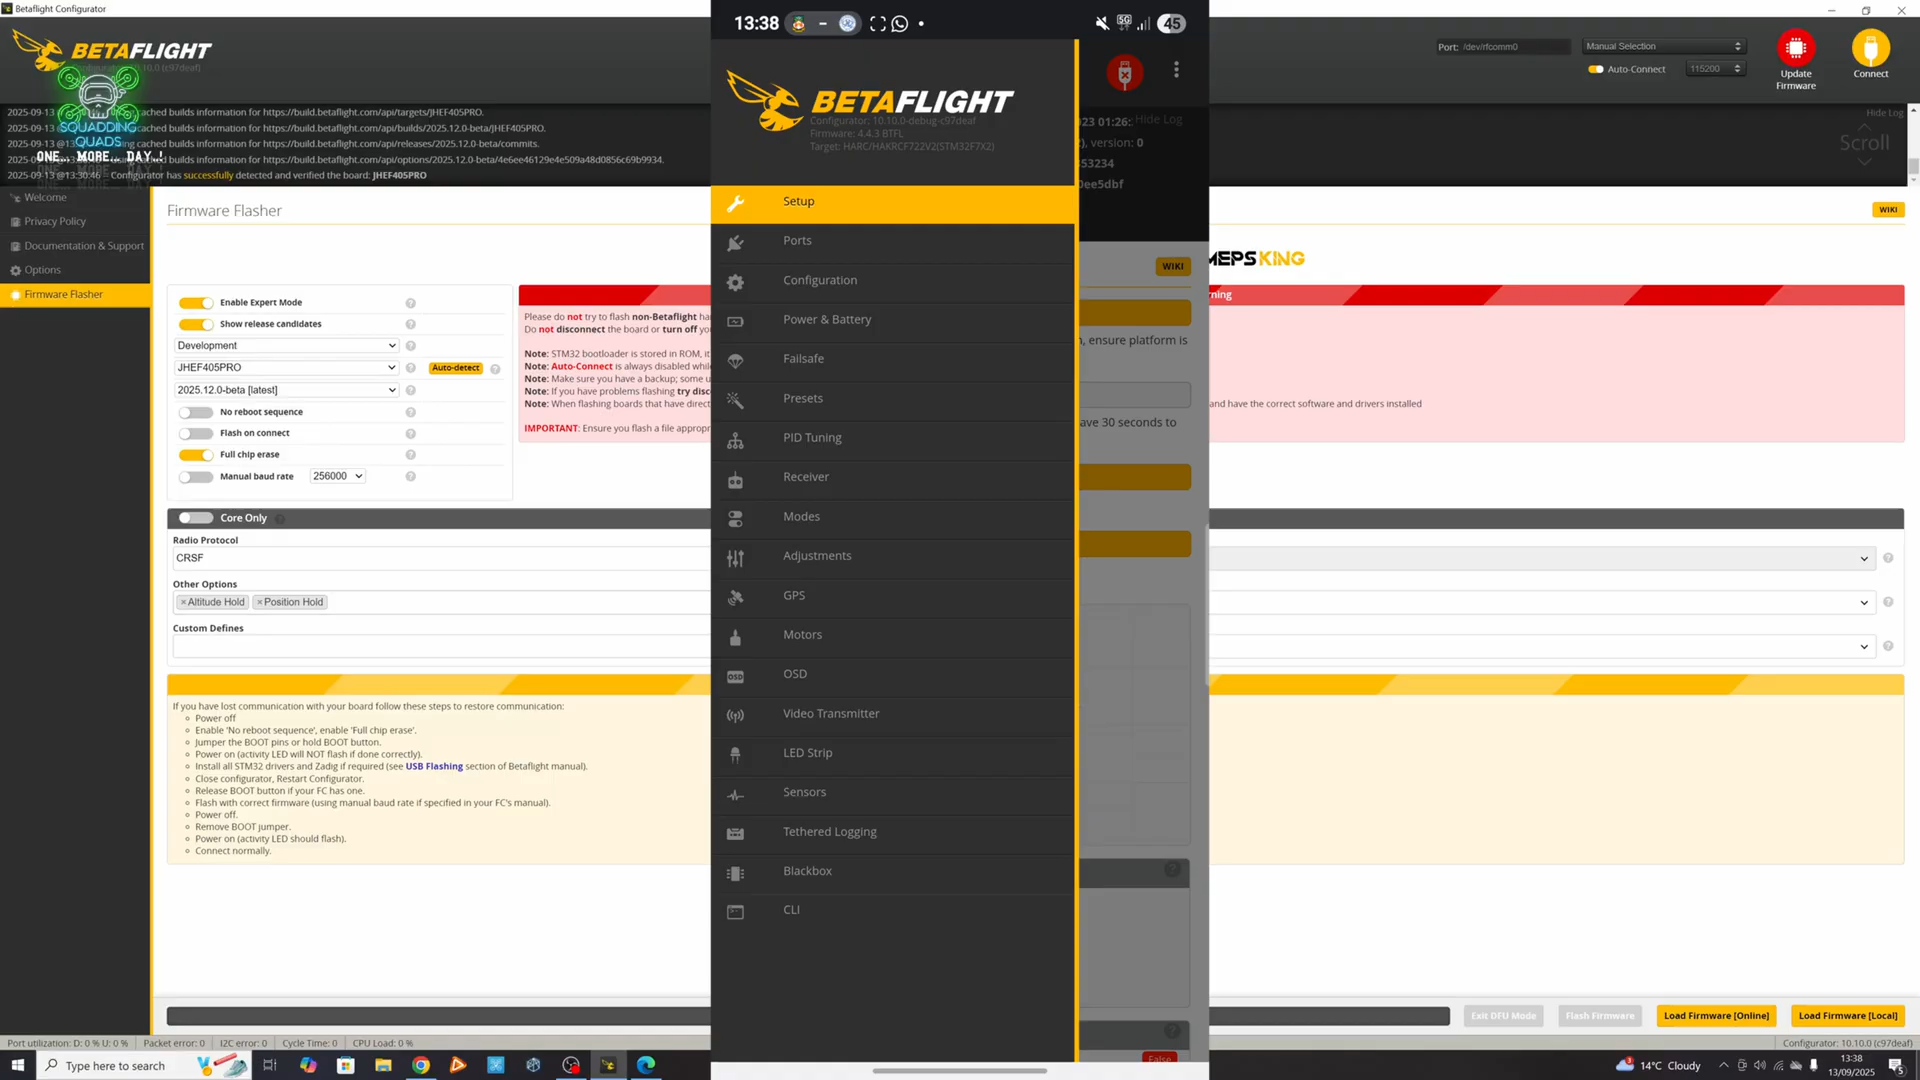 Betaflight Configurator
BETAFLIGHT
Port: /dev/rfcomm0
Manual Selection
Auto-Connect
115200
Update Firmware
Connect
cached builds information for https://build.betaflight.com/api/targets/JHEF405PRO.
cached builds information for https://build.betaflight.com/api/builds/2025.12.0-beta/JHEF405PRO.
cached builds information for https://build.betaflight.com/api/releases/2025.12.0-beta/commits.
cached builds information for https://build.betaflight.com/api/options/2025.12.0-beta/4e6ee46129e4e509a48d0856c69b9934.
2025-09-13 @13:30:46 - Configurator has successfully detected and verified the board: JHEF405PRO
SQUADDING
QUADS
ONE.. MORE.. DAY.!
Hide Log
Scroll
Welcome
Privacy Policy
Documentation & Support
Options
Firmware Flasher
Firmware Flasher
WIKI
Enable Expert Mode
Show release candidates
Development
JHEF405PRO
Auto-detect
2025.12.0-beta [latest]
No reboot sequence
Flash on connect
Full chip erase
Manual baud rate
256000
Please do not try to flash non-Betaflight
Do not disconnect the board or turn off
Note: STM32 bootloader is stored in ROM, it
Note: Auto-Connect is always disabled while
Note: Make sure you have a backup; some
Note: If you have problems flashing try
Note: When flashing boards that have
and have the correct software and drivers installed
IMPORTANT: Ensure you flash a file
Core Only
Radio Protocol
CRSF
Other Options
×Altitude Hold ×Position Hold
Custom Defines
If you have lost communication with your board follow these steps to restore communication:
Power off
Enable 'No reboot sequence', enable 'Full chip erase'.
Jumper the BOOT pins or hold BOOT button.
Power on (activity LED will NOT flash if done correctly).
Install all STM32 drivers and Zadig if required (see USB Flashing section of Betaflight manual).
Close configurator, Restart Configurator.
Release BOOT button if your FC has one.
Flash with correct firmware (using manual baud rate if specified in your FC's manual).
Power off.
Remove BOOT jumper.
Power on (activity LED should flash).
Connect normally.
13:38
5G
45
BETAFLIGHT
Configurator: 10.10.0-debug-c97deaf
Firmware: 4.4.3 BTFL
Target: HARC/HAKRCF722V2(STM32F7X2)
Setup
Ports
Configuration
Power & Battery
Failsafe
Presets
PID Tuning
Receiver
Modes
Adjustments
GPS
Motors
OSD
Video Transmitter
LED Strip
Sensors
Tethered Logging
Blackbox
CLI
Hide Log
, version: 0
WIKI
, ensure platform is
30 seconds to
False
MEPSKING
Exit DFU Mode
Flash Firmware
Load Firmware [Online]
Load Firmware [Local]
Port utilization: D: 0 % U: 0 %
Packet error: 0
I2C error: 0
Cycle Time: 0
CPU Load: 0 %
Configurator: 10.10.0 (c97deaf)
Type here to search
14°C Cloudy
13:38
13/09/2025